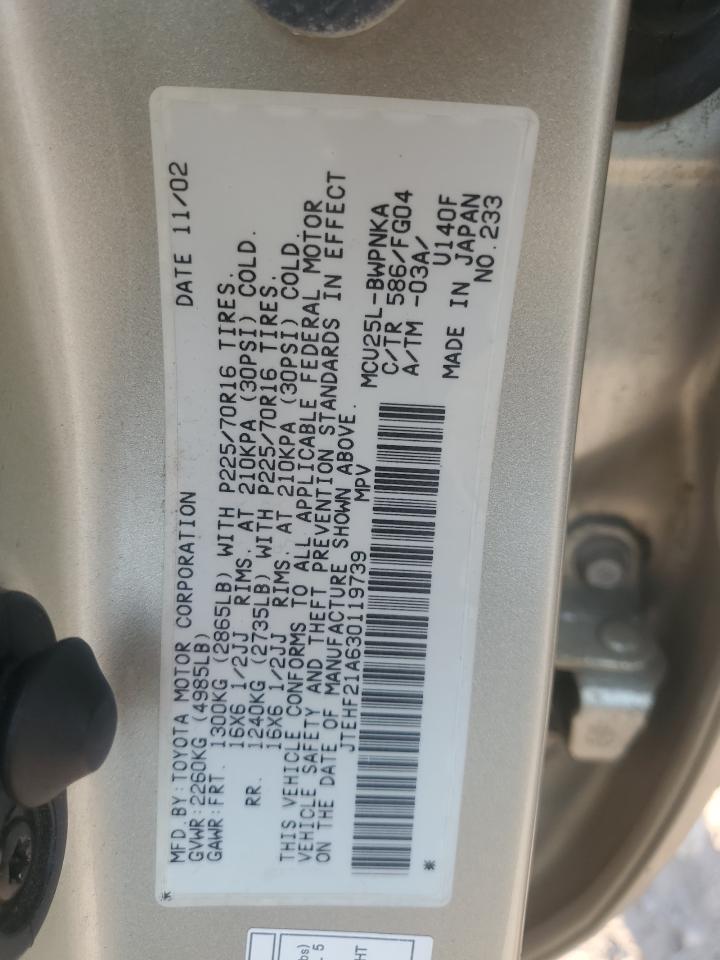 MFD.BY:TOYOTA MOTOR CORPORATION DATE 11/02
GVWR:2260KG (4985LB)
GAWR:FRT. 1300KG (2865LB) WITH P225/70R16 TIRES.
16X6 1/2JJ RIMS. AT 210KPA (30PSI) COLD.
RR. 1240KG (2735LB) WITH P225/70R16 TIRES.
16X6 1/2JJ RIMS. AT 210KPA (30PSI) COLD.
THIS VEHICLE CONFORMS TO ALL APPLICABLE FEDERAL MOTOR
VEHICLE SAFETY AND THEFT PREVENTION STANDARDS IN EFFECT
ON THE DATE OF MANUFACTURE SHOWN ABOVE.
JTEHF21A630119739 MPV MCU25L-BWPNKA
C/TR 586/FG04
A/TM -03A/
U140F
MADE IN JAPAN
NO.233